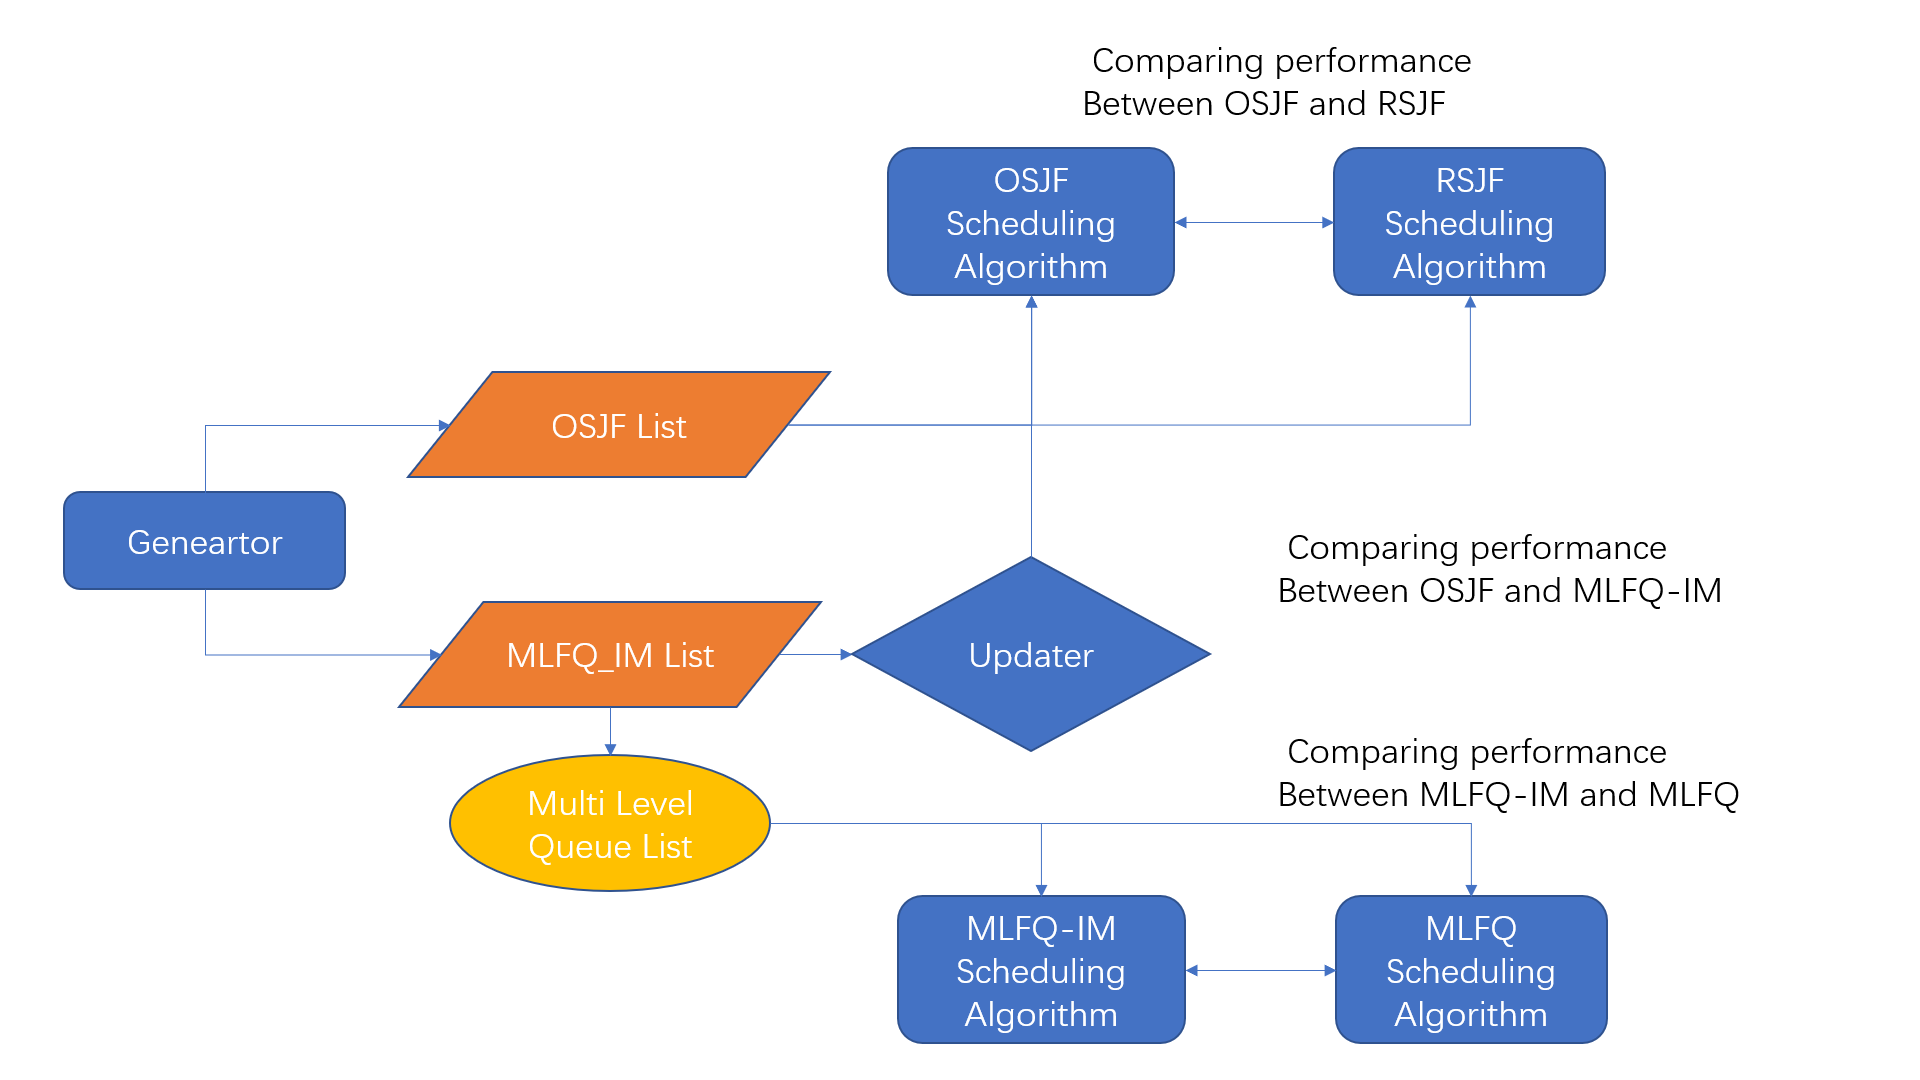 Comparing performance
Between OSJF and RSJF
OSJF
Scheduling
Algorithm
RSJF
Scheduling
Algorithm
OSJF List
Geneartor
Comparing performance
Between OSJF and MLFQ-IM
MLFQ_IM List
Updater
Comparing performance
Between MLFQ-IM and MLFQ
Multi Level
Queue List
MLFQ-IM
Scheduling
Algorithm
MLFQ
Scheduling
Algorithm